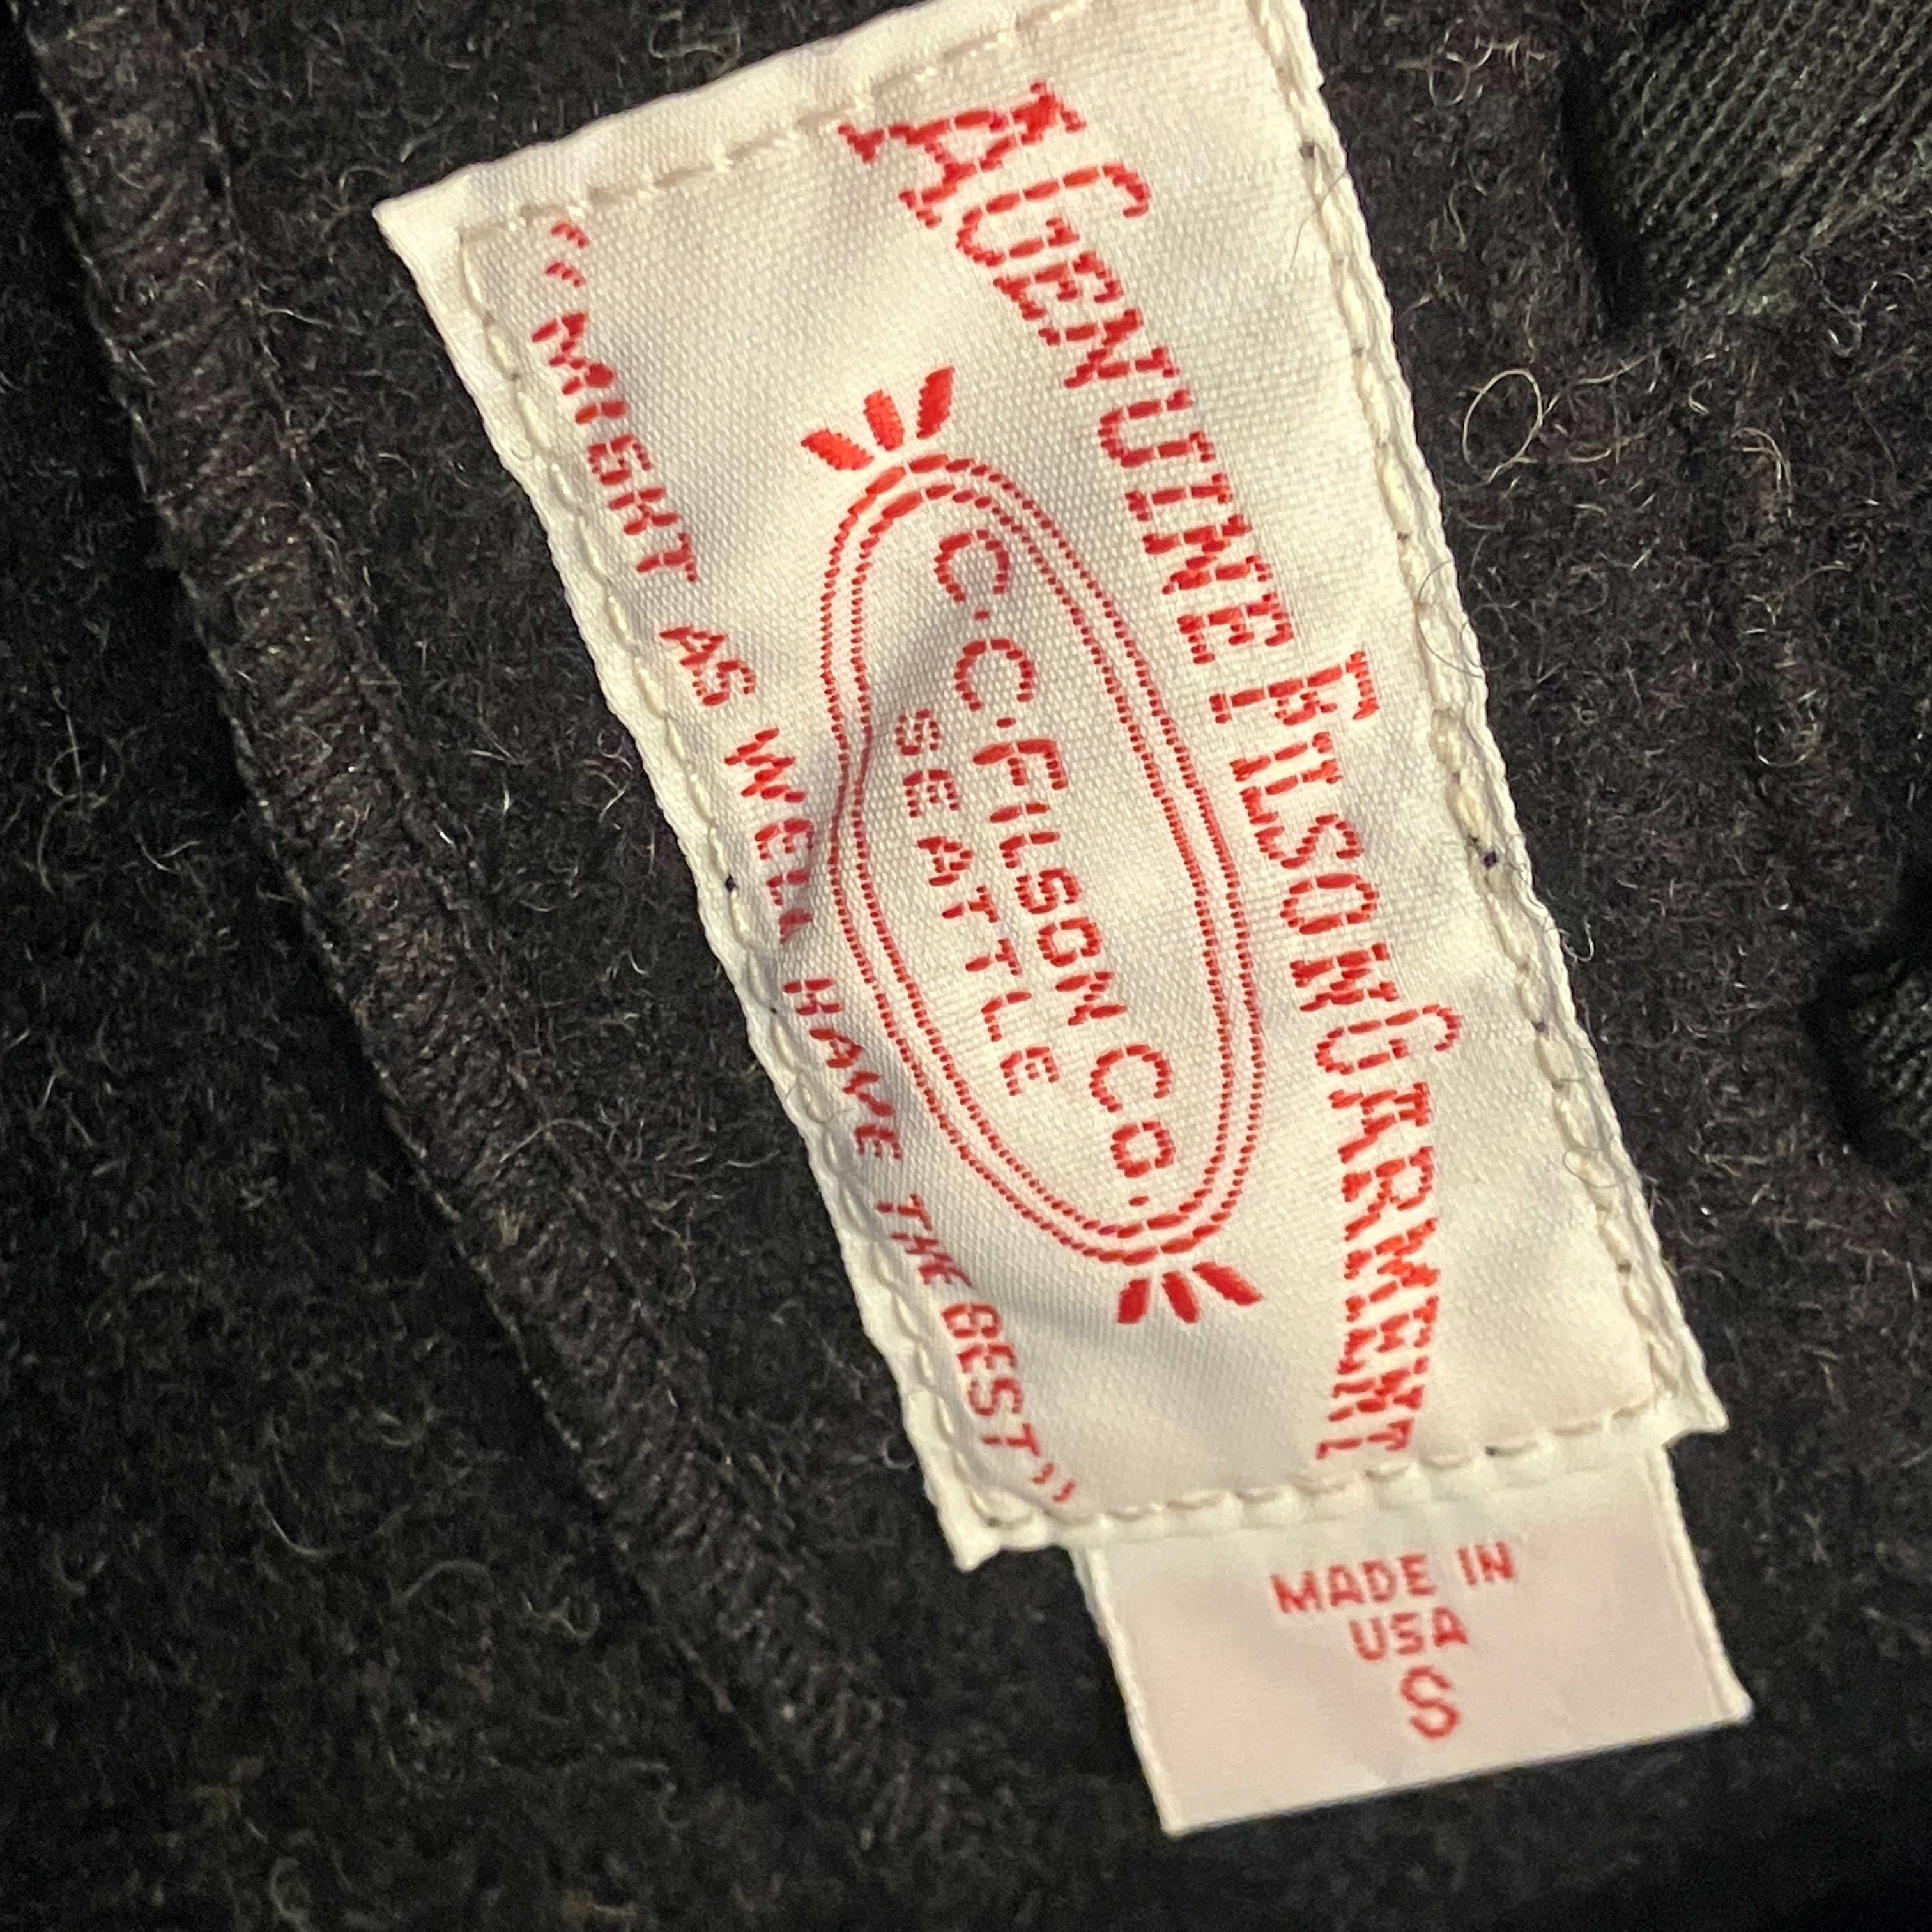 A GENUINE FILSON GARMENT
C.C. FILSON CO.
SEATTLE
"MIGHT AS WELL HAVE THE BEST"
MADE IN
USA
S